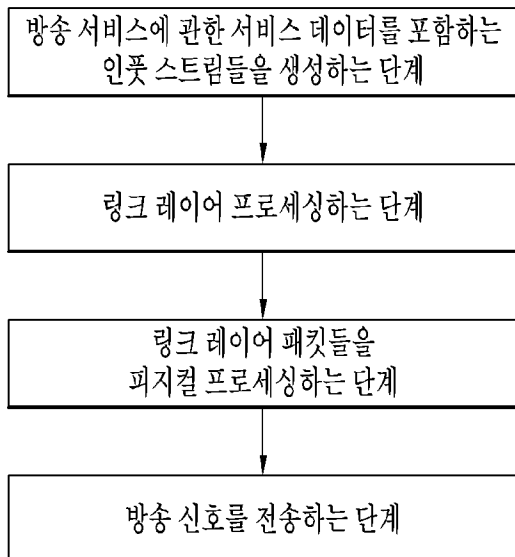 방송 서비스에 관한 서비스 데이터를 포함하는
인풋 스트림들을 생성하는 단계
링크 레이어 프로세싱하는 단계
링크 레이어 패킷들을
피지컬 프로세싱하는 단계
방송 신호를 전송하는 단계